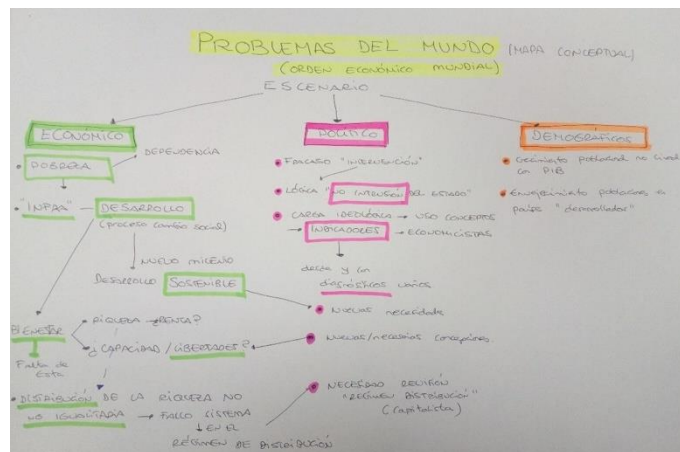 PROBLEMAS DEL MUNDO (MAPA CONCEPTUAL)
(ORDEN ECONÓMICO MUNDIAL)
ESCENARIO
ECONÓMICO
• POBREZA → DEPENDENCIA
• "INFRA" — DESARROLLO
(proceso cambio social)
NUEVO MILENIO
DESARROLLO SOSTENIBLE
BIENESTAR
• RIQUEZA → RENTA?
• ¿CAPACIDAD / LIBERTADES?
Falta de
Esta
• DISTRIBUCIÓN DE LA RIQUEZA NO
NO IGUALITARIA → FALLO SISTEMA
↓ EN EL
RÉGIMEN DE DISTRIBUCIÓN
POLÍTICO
• FRACASO "INTERVENCIÓN"
• LÓGICA "NO INTRUSIÓN DEL ESTADO"
• CARGA IDEOLÓGICA → USO CONCEPTOS
→ INDICADORES → ECONOMICISTAS
diagnósticos varios
• NUEVAS necesidades
• Nuevas/necesarias concepciones
• NECESARIO REVISIÓN
"RÉGIMEN DISTRIBUCIÓN"
(capitalista)
DEMOGRÁFICOS
• Crecimiento poblacional no lineal
con PIB
• Envejecimiento poblacional en
países "desarrollados"